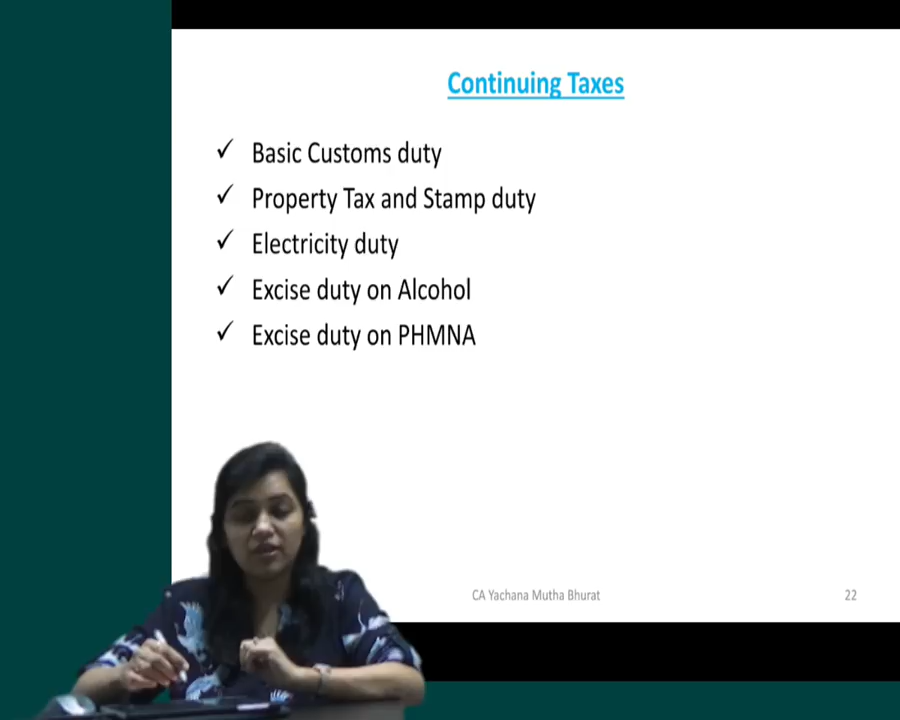 Continuing Taxes
✓ Basic Customs duty
✓ Property Tax and Stamp duty
✓ Electricity duty
✓ Excise duty on Alcohol
✓ Excise duty on PHMNA
CA Yachana Mutha Bhurat
22